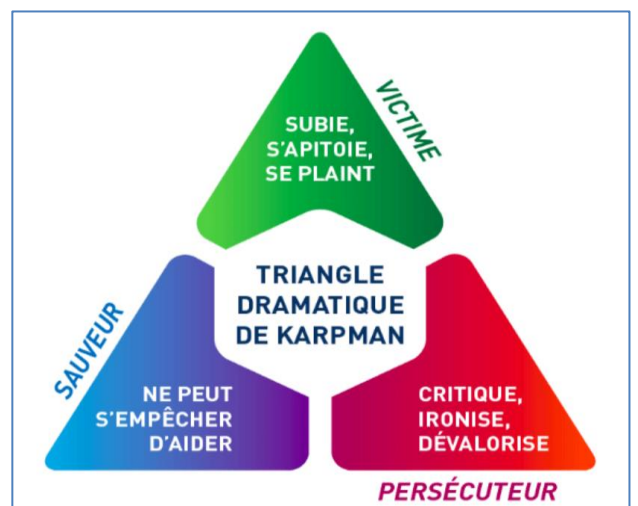 VICTIME
SUBIE,
S'APITOIE,
SE PLAINT
TRIANGLE
DRAMATIQUE
DE KARPMAN
SAUVEUR
NE PEUT
S'EMPÊCHER
D'AIDER
CRITIQUE,
IRONISE,
DÉVALORISE
PERSÉCUTEUR